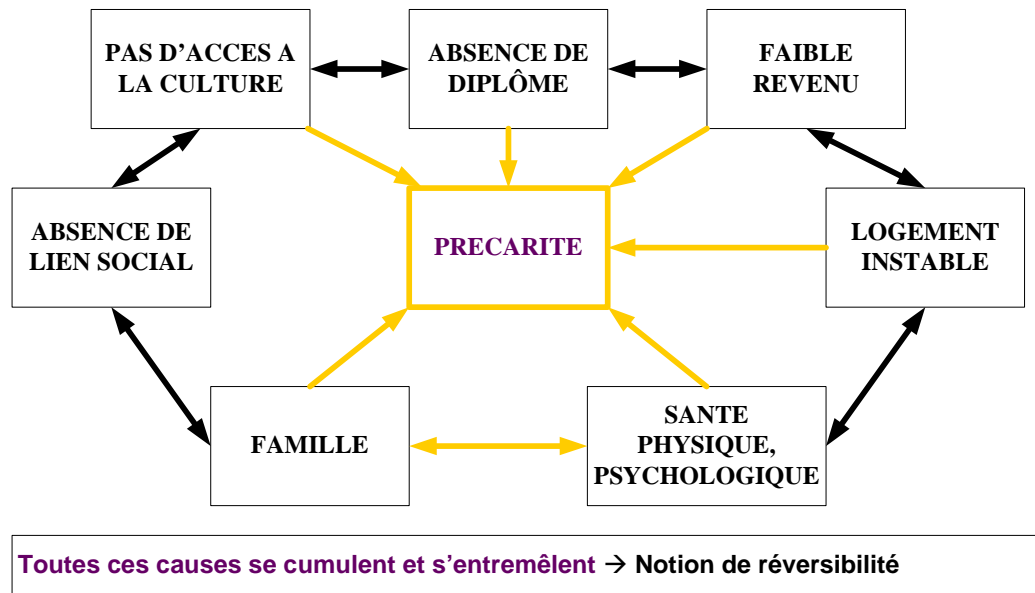 PAS D'ACCES A
LA CULTURE
ABSENCE DE
DIPLÔME
FAIBLE
REVENU
ABSENCE DE
LIEN SOCIAL
PRECARITE
LOGEMENT
INSTABLE
FAMILLE
SANTE
PHYSIQUE,
PSYCHOLOGIQUE
Toutes ces causes se cumulent et s'entremêlent → Notion de réversibilité